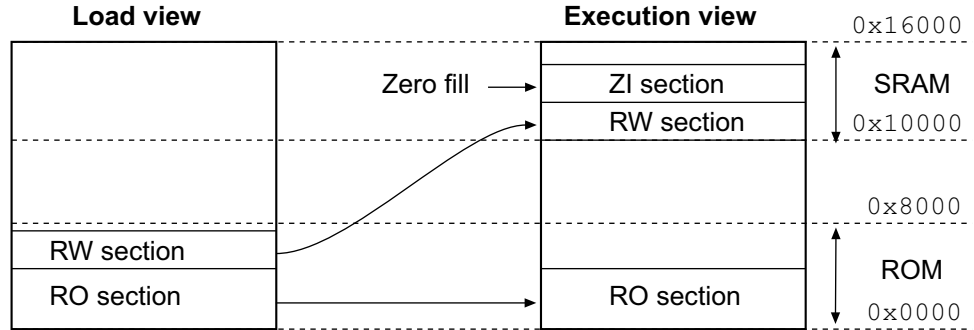 Load view
Execution view
0x16000
Zero fill
ZI section
SRAM
RW section
0x10000
0x8000
RW section
ROM
RO section
RO section
0x0000